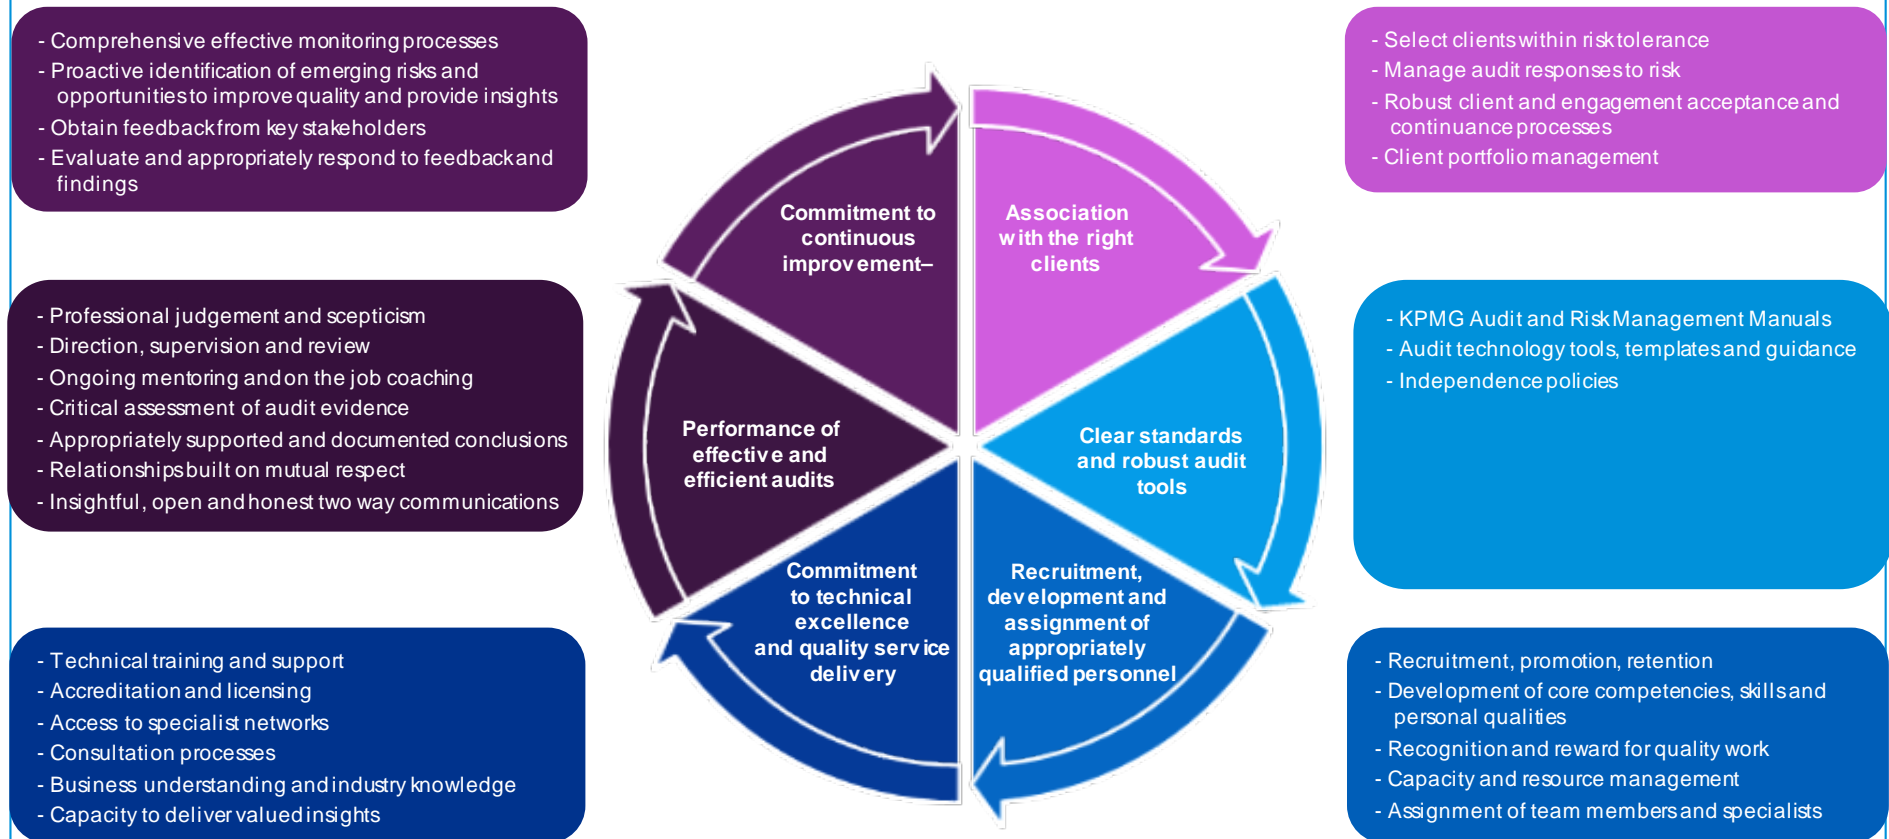 - Comprehensive effective monitoring processes
- Proactive identification of emerging risks and
opportunities to improve quality and provide insights
- Obtain feedback from key stakeholders
- Evaluate and appropriately respond to feedback and
findings
- Select clients within risk tolerance
- Manage audit responses to risk
- Robust client and engagement acceptance and
continuance processes
- Client portfolio management
Commitment to
continuous
improvement–
Association
with the right
clients
- Professional judgement and scepticism
- Direction, supervision and review
- Ongoing mentoring and on the job coaching
- Critical assessment of audit evidence
- Appropriately supported and documented conclusions
- Relationships built on mutual respect
- Insightful, open and honest two way communications
Performance of
effective and
efficient audits
Clear standards
and robust audit
tools
- KPMG Audit and Risk Management Manuals
- Audit technology tools, templates and guidance
- Independence policies
Commitment
to technical
excellence
and quality service
delivery
Recruitment,
development and
assignment of
appropriately
qualified personnel
- Technical training and support
- Accreditation and licensing
- Access to specialist networks
- Consultation processes
- Business understanding and industry knowledge
- Capacity to deliver valued insights
- Recruitment, promotion, retention
- Development of core competencies, skills and
personal qualities
- Recognition and reward for quality work
- Capacity and resource management
- Assignment of team members and specialists